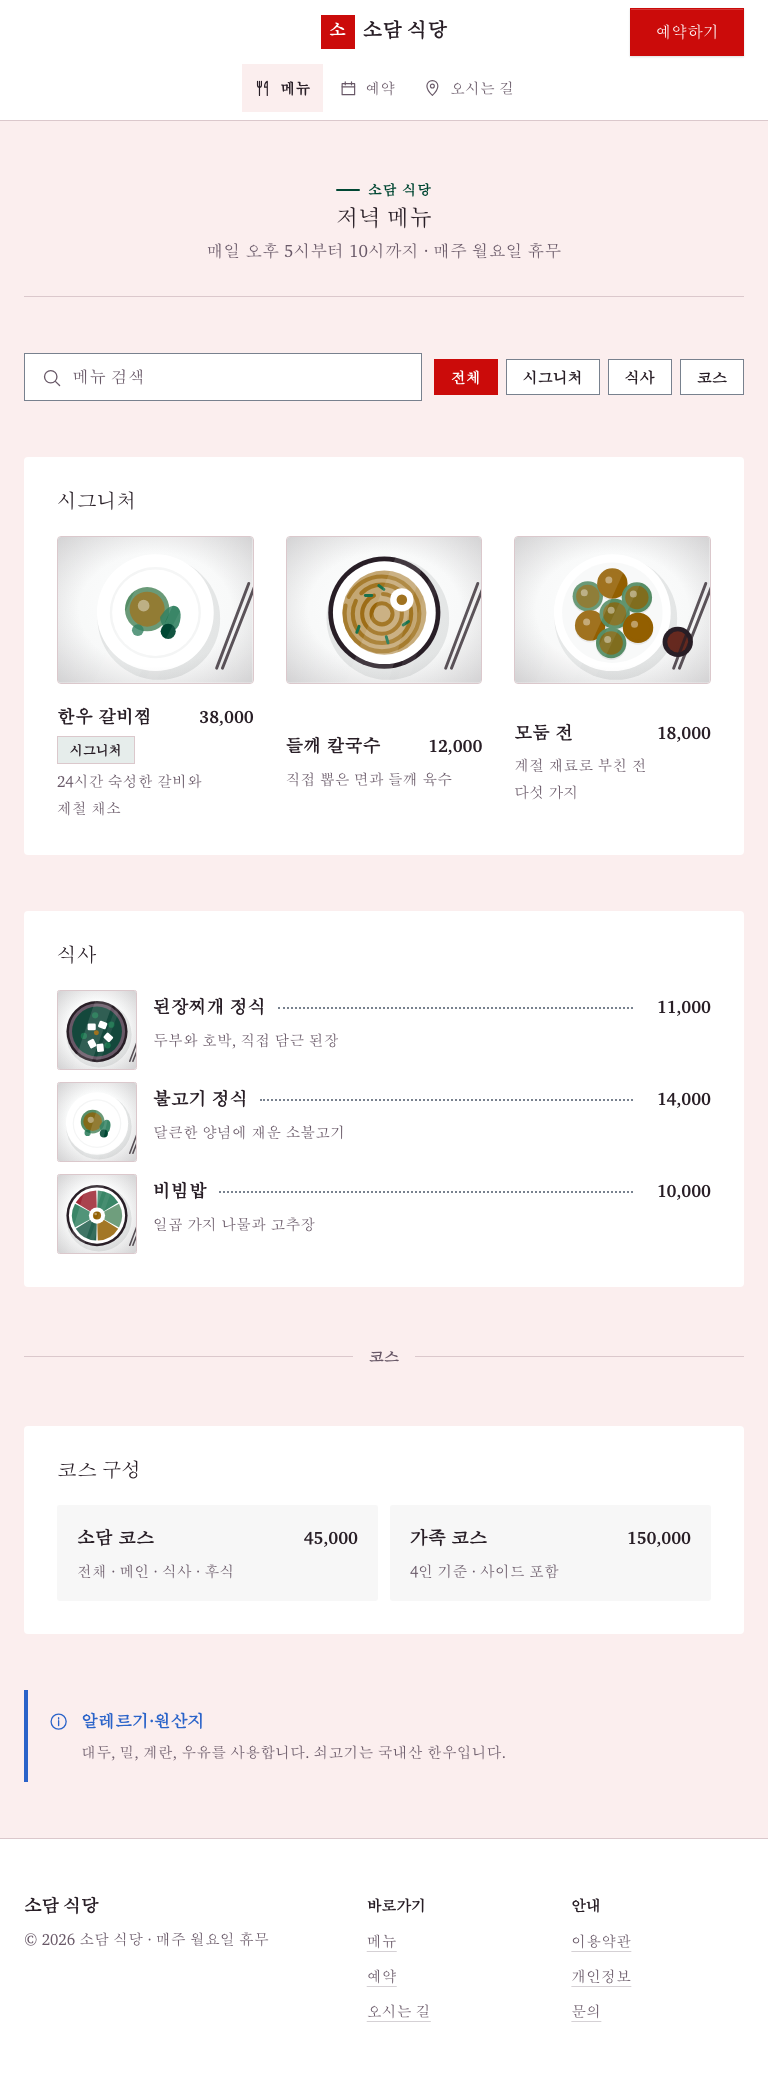 소 소담 식당
예약하기
메뉴 예약 오시는 길
소담 식당
저녁 메뉴
매일 오후 5시부터 10시까지 · 매주 월요일 휴무
메뉴 검색
전체 시그니처 식사 코스
시그니처
한우 갈비찜 38,000
시그니처
24시간 숙성한 갈비와
제철 채소
들깨 칼국수 12,000
직접 뽑은 면과 들깨 육수
모둠 전 18,000
계절 재료로 부친 전
다섯 가지
식사
된장찌개 정식 11,000
두부와 호박, 직접 담근 된장
불고기 정식 14,000
달큰한 양념에 재운 소불고기
비빔밥 10,000
일곱 가지 나물과 고추장
코스
코스 구성
소담 코스 45,000
전채 · 메인 · 식사 · 후식
가족 코스 150,000
4인 기준 · 사이드 포함
알레르기·원산지
대두, 밀, 계란, 우유를 사용합니다. 쇠고기는 국내산 한우입니다.
소담 식당
© 2026 소담 식당 · 매주 월요일 휴무
바로가기
메뉴
예약
오시는 길
안내
이용약관
개인정보
문의